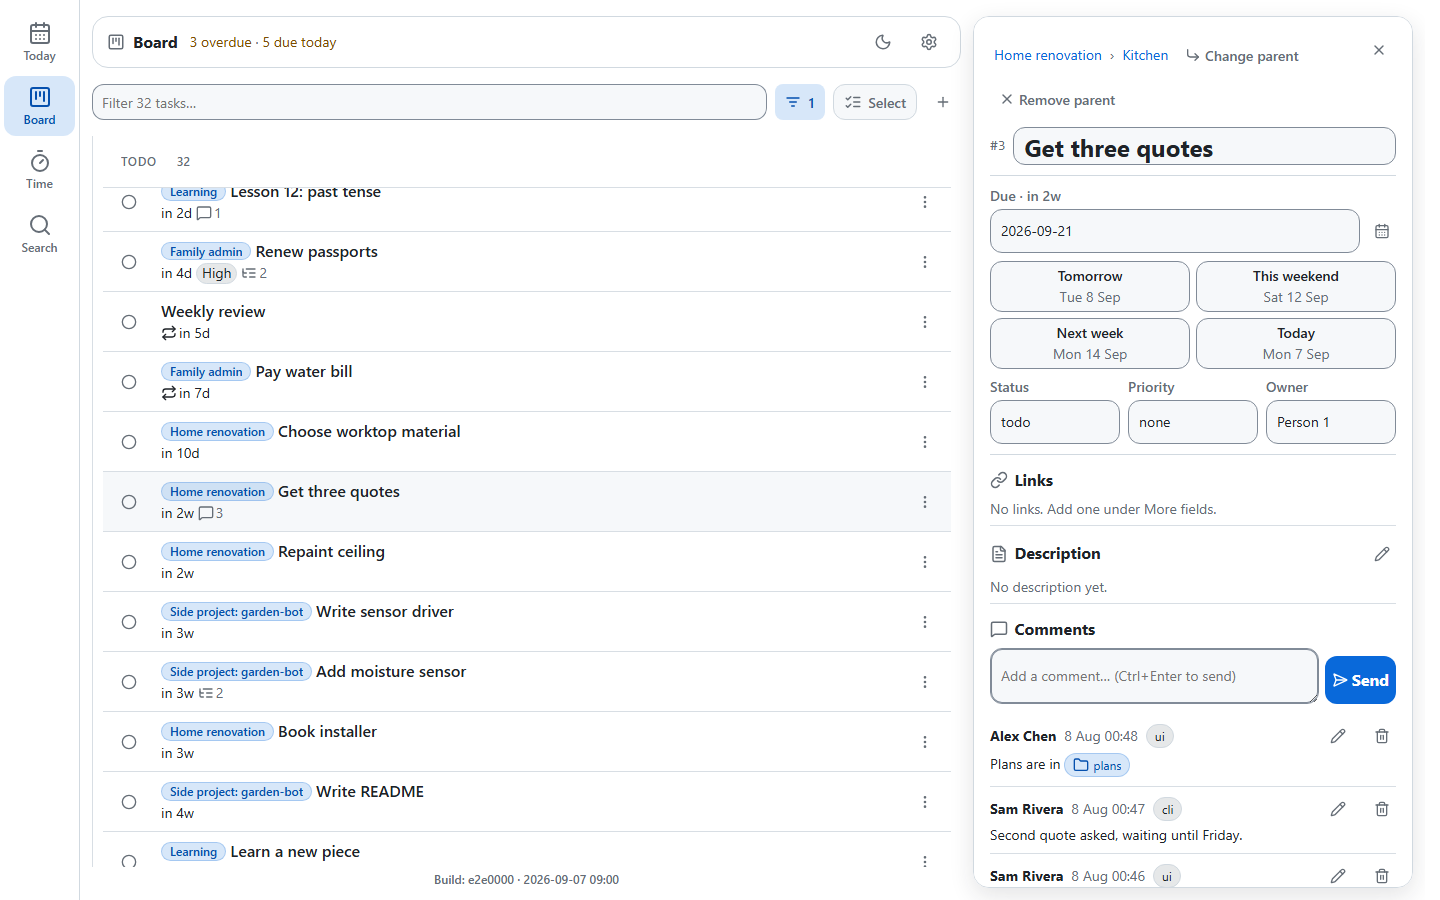 Today
Board
Time
Search
Board 3 overdue · 5 due today
Filter 32 tasks...
1
Select
TODO 32
Learning Lesson 12: past tense
in 2d 1
Family admin Renew passports
in 4d High 2
Weekly review
in 5d
Family admin Pay water bill
in 7d
Home renovation Choose worktop material
in 10d
Home renovation Get three quotes
in 2w 3
Home renovation Repaint ceiling
in 2w
Side project: garden-bot Write sensor driver
in 3w
Side project: garden-bot Add moisture sensor
in 3w 2
Home renovation Book installer
in 3w
Side project: garden-bot Write README
in 4w
Learning Learn a new piece
Build: e2e0000 · 2026-09-07 09:00
Home renovation › Kitchen Change parent
Remove parent
#3 Get three quotes
Due · in 2w
2026-09-21
Tomorrow
Tue 8 Sep
This weekend
Sat 12 Sep
Next week
Mon 14 Sep
Today
Mon 7 Sep
Status Priority Owner
todo none Person 1
Links
No links. Add one under More fields.
Description
No description yet.
Comments
Add a comment... (Ctrl+Enter to send)
Send
Alex Chen 8 Aug 00:48 ui
Plans are in plans
Sam Rivera 8 Aug 00:47 cli
Second quote asked, waiting until Friday.
Sam Rivera 8 Aug 00:46 ui